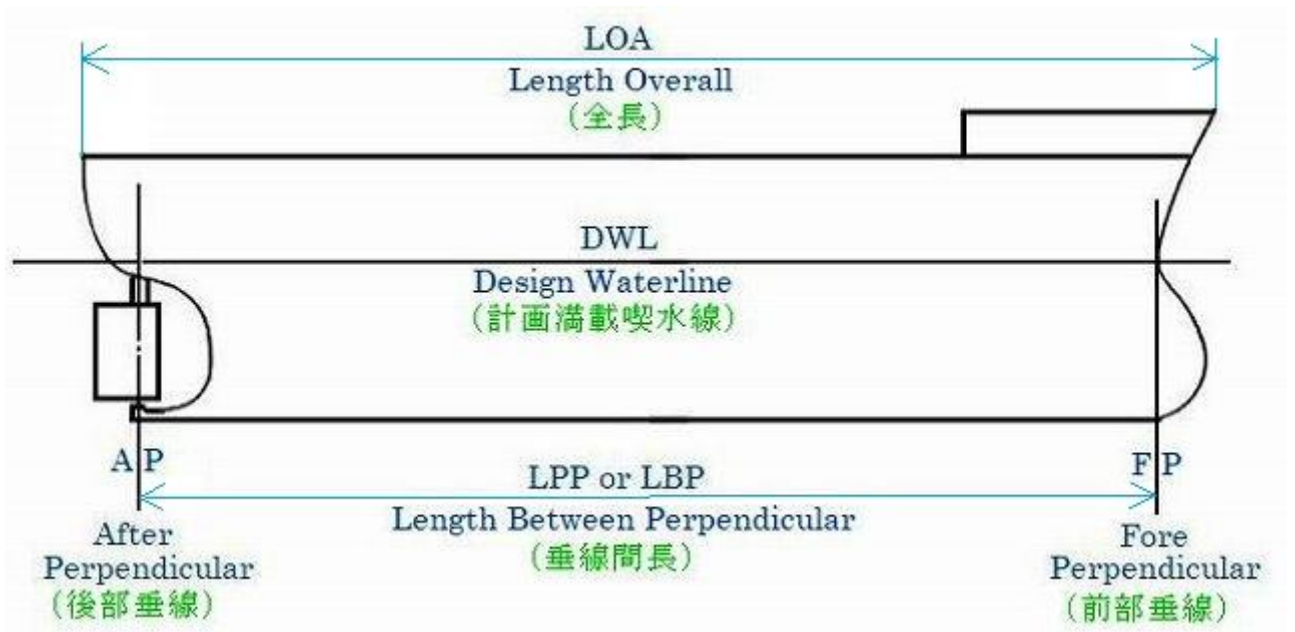 LOA
Length Overall
(全長)
DWL
Design Waterline
(計画満載喫水線)
A P
F P
LPP or LBP
Length Between Perpendicular
(垂線間長)
After
Perpendicular
(後部垂線)
Fore
Perpendicular
(前部垂線)